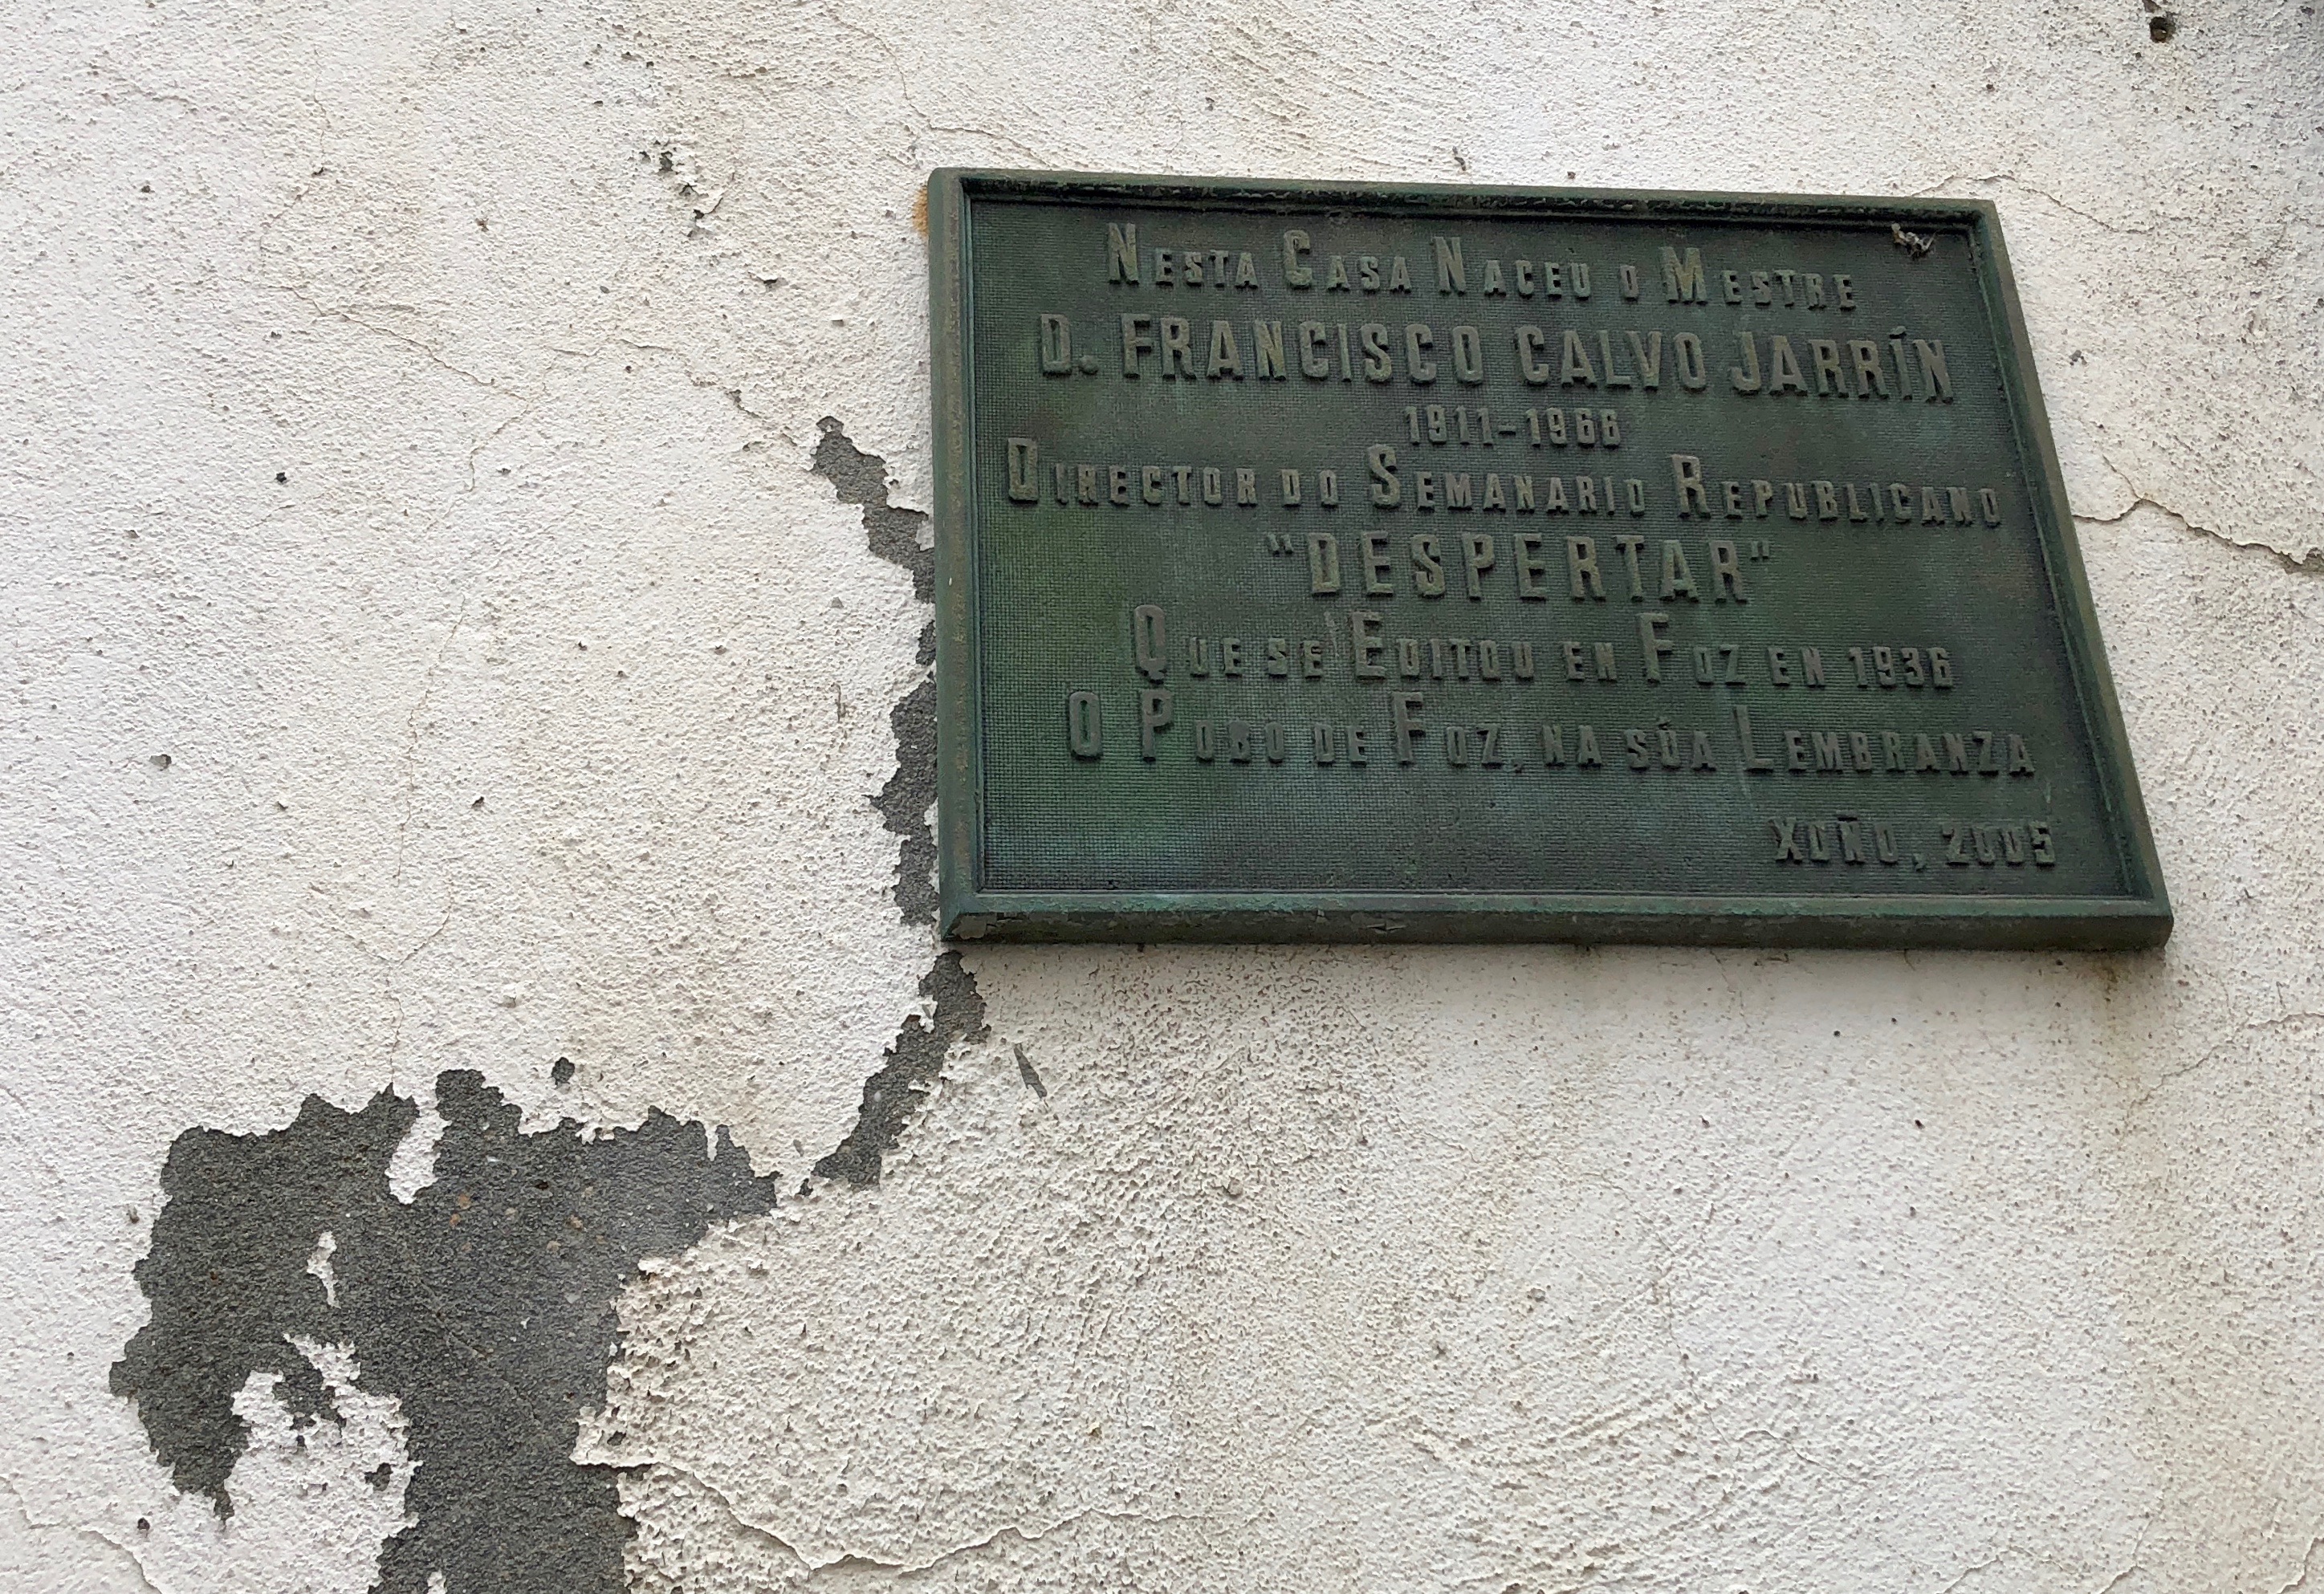 Nesta Casa Naceu o Mestre
D. FRANCISCO CALVO JARRÍN
1911-1966
Director do Semanario Republicano
"DESPERTAR"
Que se Editou en Foz en 1936
O Pobo de Foz, na súa Lembranza
XOÑO, 2005